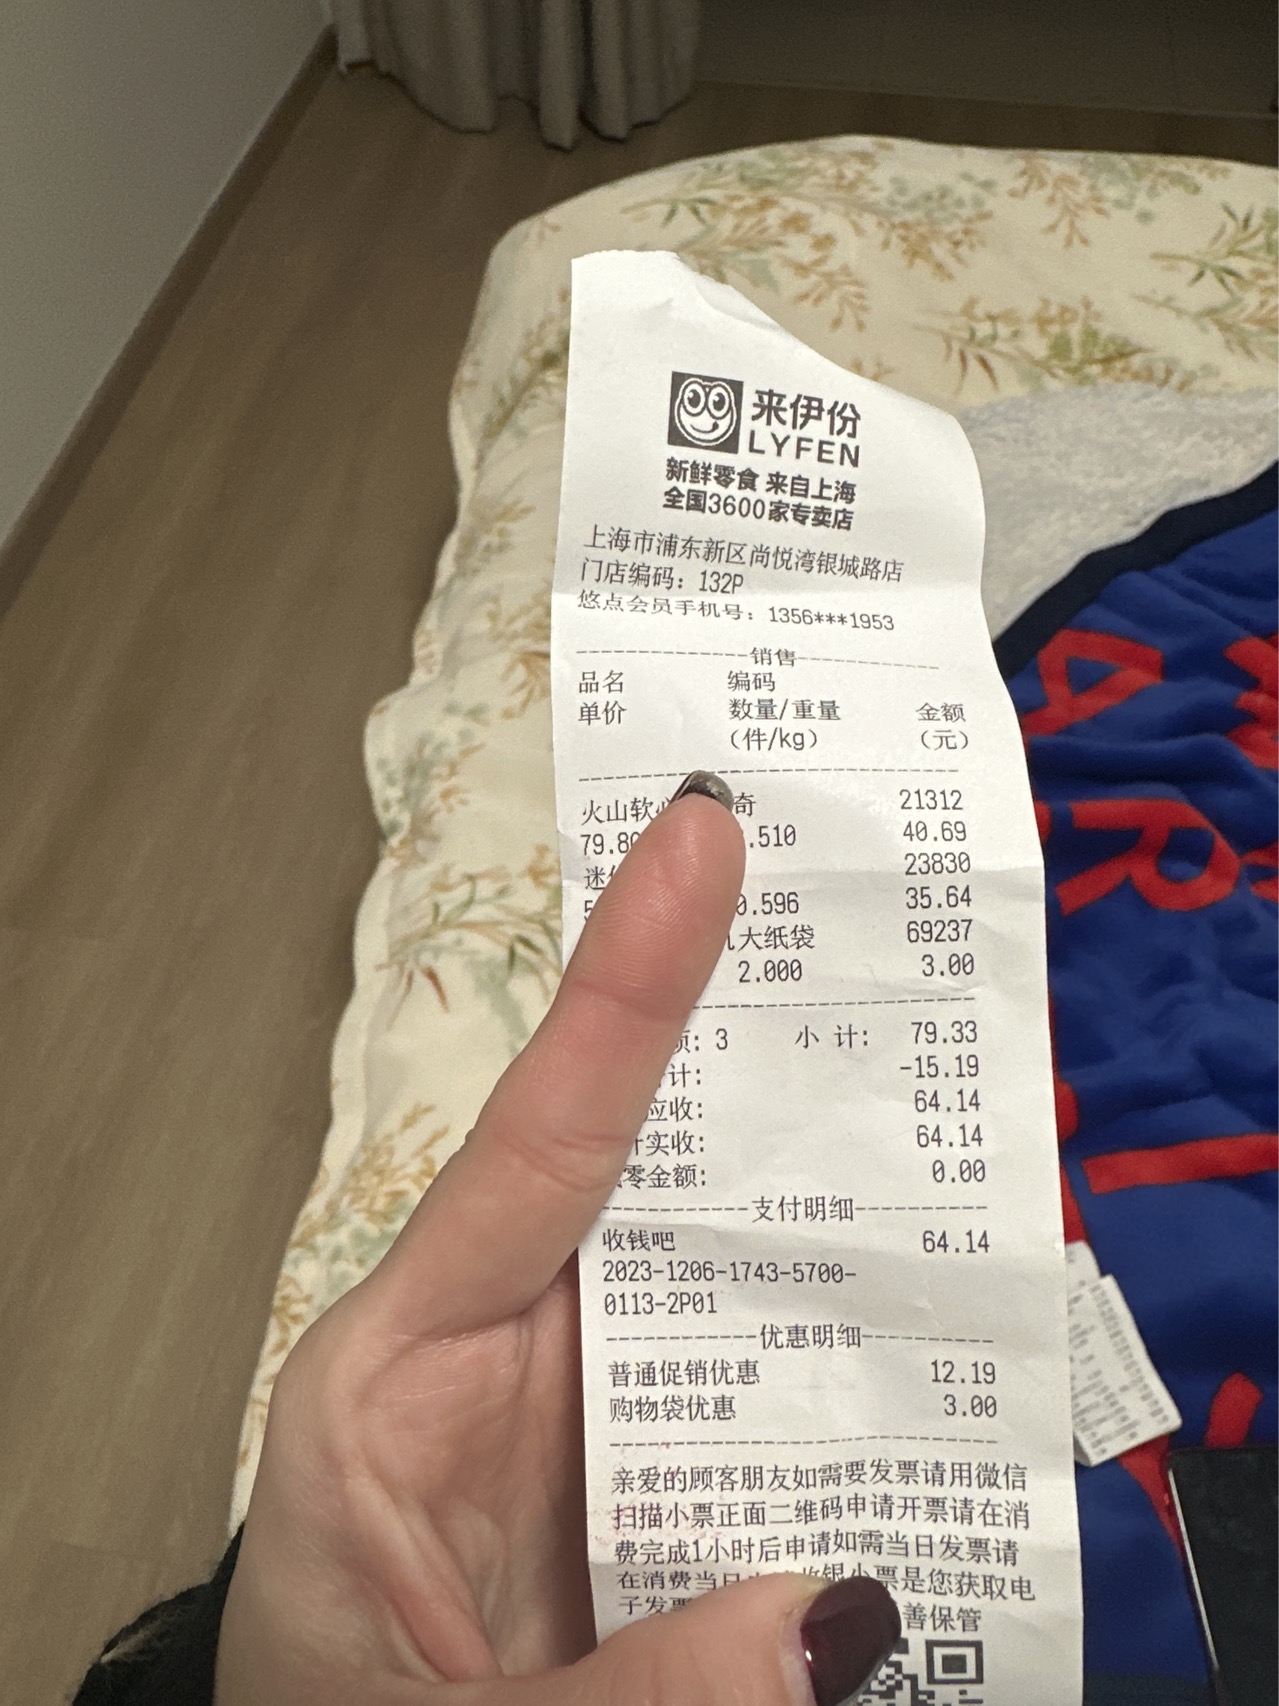 来伊份
LYFEN
新鲜零食 来自上海
全国3600家专卖店
上海市浦东新区尚悦湾银城路店
门店编码：132P
悠点会员手机号：1356***1953
销售
品名 编码
单价 数量/重量 金额
（件/kg） （元）
火山软 奇 21312
79.80 .510 40.69
迷 23830
5 0.596 35.64
大纸袋 69237
2.000 3.00
: 3 小 计: 79.33
计: -15.19
应收: 64.14
实收: 64.14
零金额: 0.00
支付明细
收钱吧 64.14
2023-1206-1743-5700-
0113-2P01
优惠明细
普通促销优惠 12.19
购物袋优惠 3.00
亲爱的顾客朋友如需要发票请用微信
扫描小票正面二维码申请开票请在消
费完成1小时后申请如需当日发票请
在消费当日 银小票是您获取电
子发票 善保管